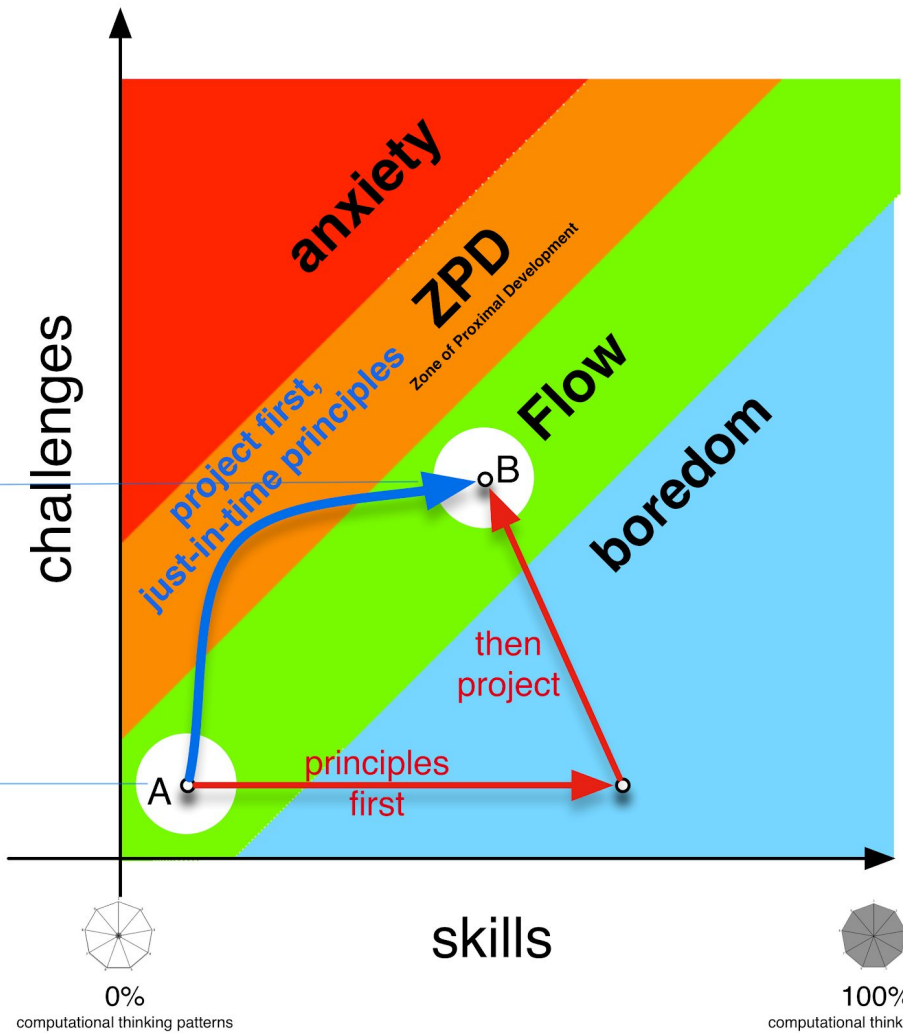 anxiety
ZPD
Zone of Proximal Development
project first,
just-in-time principles
Flow
boredom
challenges
B
then
project
A
principles
first
skills
0%
computational thinking patterns
100%
computational think